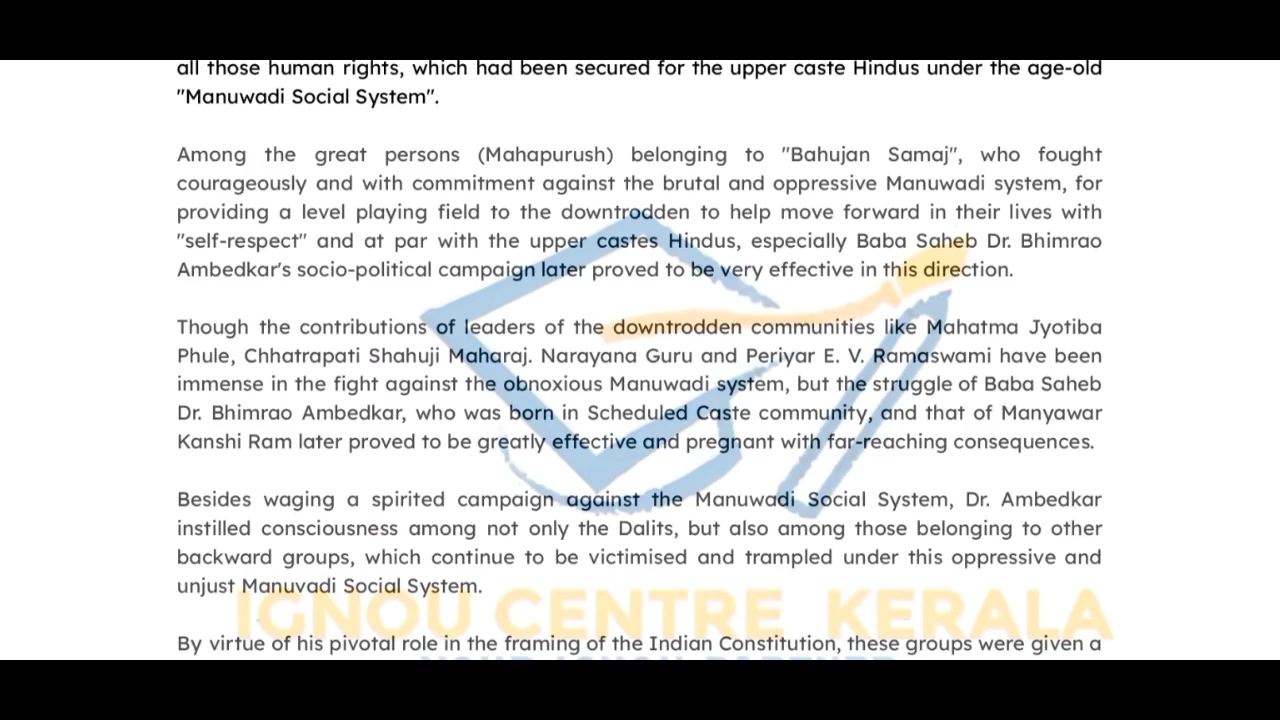 all those human rights, which had been secured for the upper caste Hindus under the age-old
"Manuwadi Social System".
Among the great persons (Mahapurush) belonging to "Bahujan Samaj", who fought
courageously and with commitment against the brutal and oppressive Manuwadi system, for
providing a level playing field to the downtrodden to help move forward in their lives with
"self-respect" and at par with the upper castes Hindus, especially Baba Saheb Dr. Bhimrao
Ambedkar's socio-political campaign later proved to be very effective in this direction.
Though the contributions of leaders of the downtrodden communities like Mahatma Jyotiba
Phule, Chhatrapati Shahuji Maharaj. Narayana Guru and Periyar E. V. Ramaswami have been
immense in the fight against the obnoxious Manuwadi system, but the struggle of Baba Saheb
Dr. Bhimrao Ambedkar, who was born in Scheduled Caste community, and that of Manyawar
Kanshi Ram later proved to be greatly effective and pregnant with far-reaching consequences.
Besides waging a spirited campaign against the Manuwadi Social System, Dr. Ambedkar
instilled consciousness among not only the Dalits, but also among those belonging to other
backward groups, which continue to be victimised and trampled under this oppressive and
unjust Manuvadi Social System.
IGNOU CENTRE KERALA
By virtue of his pivotal role in the framing of the Indian Constitution, these groups were given a